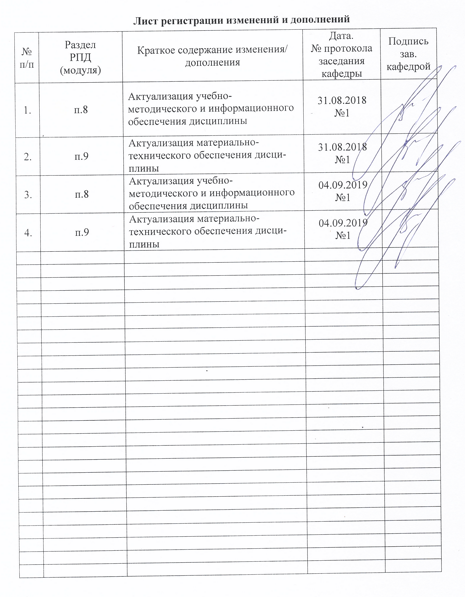 Лист регистрации изменений и дополнений
№
п/п
Раздел
РПД
(модуля)
Краткое содержание изменения/
дополнения
Дата.
№ протокола
заседания
кафедры
Подпись
зав.
кафедрой
1.
п.8
Актуализация учебно-
методического и информационного
обеспечения дисциплины
31.08.2018
№1
2.
п.9
Актуализация материально-
технического обеспечения дисци-
плины
31.08.2018
№1
3.
п.8
Актуализация учебно-
методического и информационного
обеспечения дисциплины
04.09.2019
№1
4.
п.9
Актуализация материально-
технического обеспечения дисци-
плины
04.09.2019
№1